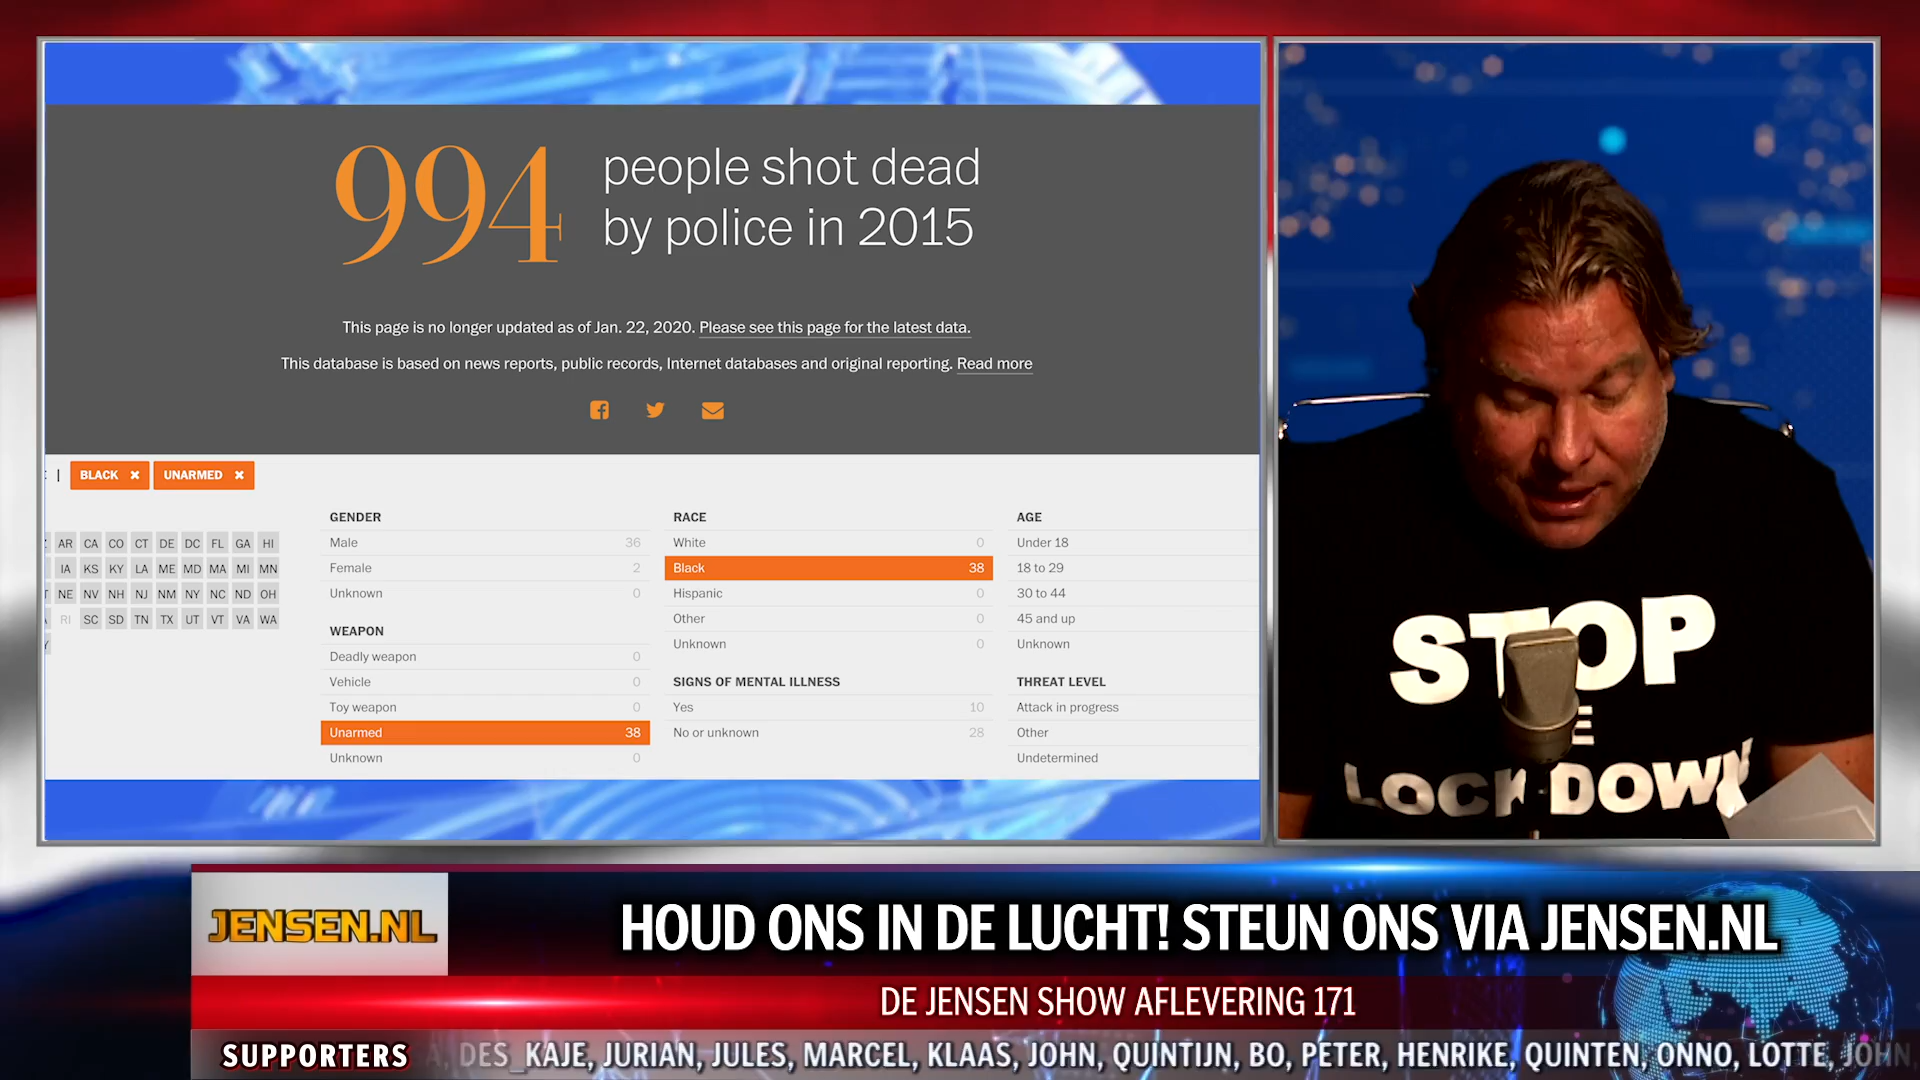 994
people shot dead
by police in 2015
This page is no longer updated as of Jan. 22, 2020. Please see this page for the latest data.
This database is based on news reports, public records, Internet databases and original reporting. Read more
| BLACK ✖ UNARMED ✖
AR CA CO CT DE DC FL GA HI
IA KS KY LA ME MD MA MI MN
NE NV NH NJ NM NY NC ND OH
RI SC SD TN TX UT VT VA WA
GENDER
Male 36
Female 2
Unknown 0
WEAPON
Deadly weapon 0
Vehicle 0
Toy weapon 0
Unarmed 38
Unknown 0
RACE
White 0
Black 38
Hispanic 0
Other 0
Unknown 0
SIGNS OF MENTAL ILLNESS
Yes 10
No or unknown 28
AGE
Under 18
18 to 29
30 to 44
45 and up
Unknown
THREAT LEVEL
Attack in progress
Other
Undetermined
STOP
LOCKDOWN
JENSEN.NL
HOUD ONS IN DE LUCHT! STEUN ONS VIA JENSEN.NL
DE JENSEN SHOW AFLEVERING 171
SUPPORTERS A, DES_KAJE, JURIAN, JULES, MARCEL, KLAAS, JOHN, QUINTIJN, BO, PETER, HENRIKE, QUINTEN, ONNO, LOTTE, JOHN